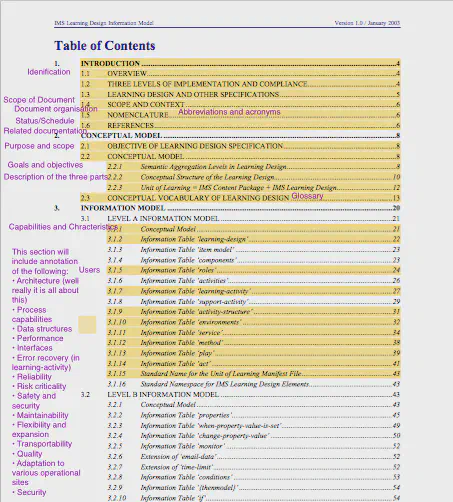 IMS Learning Design Information Model Version 1.0 / January 2003
Table of Contents
1. INTRODUCTION 4
Identification
1.1 OVERVIEW 4
1.2 THREE LEVELS OF IMPLEMENTATION AND COMPLIANCE 4
1.3 LEARNING DESIGN AND OTHER SPECIFICATIONS 5
Scope of Document
1.4 SCOPE AND CONTEXT 6
Document organisation
1.5 NOMENCLATURE 6
Abbreviations and acronyms
Status/Schedule
1.6 REFERENCES 6
Related documentation
2. CONCEPTUAL MODEL 8
Purpose and scope
2.1 OBJECTIVE OF LEARNING DESIGN SPECIFICATION 8
2.2 CONCEPTUAL MODEL 8
Goals and objectives
2.2.1 Semantic Aggregation Levels in Learning Design 8
Description of the three parts
2.2.2 Conceptual Structure of the Learning Design 10
2.2.3 Unit of Learning = IMS Content Package + IMS Learning Design 12
2.3 CONCEPTUAL VOCABULARY OF LEARNING DESIGN 13
Glossary
3. INFORMATION MODEL 20
3.1 LEVEL A INFORMATION MODEL 21
Capabilities and Chracteristics
3.1.1 Conceptual Model 21
3.1.2 Information Table 'learning-design' 22
3.1.3 Information Table 'item model' 23
3.1.4 Information Table 'components' 23
Users
3.1.5 Information Table 'roles' 24
3.1.6 Information Table 'activities' 26
3.1.7 Information Table 'learning-activity' 27
3.1.8 Information Table 'support-activity' 29
3.1.9 Information Table 'activity-structure' 31
3.1.10 Information Table 'environments' 32
3.1.11 Information Table 'service' 34
3.1.12 Information Table 'method' 38
3.1.13 Information Table 'play' 39
3.1.14 Information Table 'act' 41
3.1.15 Standard Name for the Unit of Learning Manifest File 43
3.1.16 Standard Namespace for IMS Learning Design Elements 43
3.2 LEVEL B INFORMATION MODEL 43
3.2.1 Conceptual Model 43
3.2.2 Information Table 'properties' 45
3.2.3 Information Table 'when-property-value-is-set' 49
3.2.4 Information Table 'change-property-value' 50
3.2.5 Information Table 'monitor' 52
3.2.6 Extension of 'email-data' 52
3.2.7 Extension of 'time-limit' 52
3.2.8 Information Table 'conditions' 53
3.2.9 Information Table '[thenmodel]' 54
3.2.10 Information Table 'if' 54
This section will
include annotation
of the following:
• Architecture (well
really it is all about
this)
• Process
capabilities
• Data structures
• Performance
• Interfaces
• Error recovery (in
learning-activity)
• Reliability
• Risk criticality
• Safety and
security
• Maintainability
• Flexibility and
expansion
• Transportability
• Quality
• Adaptation to
various operational
sites
• Security